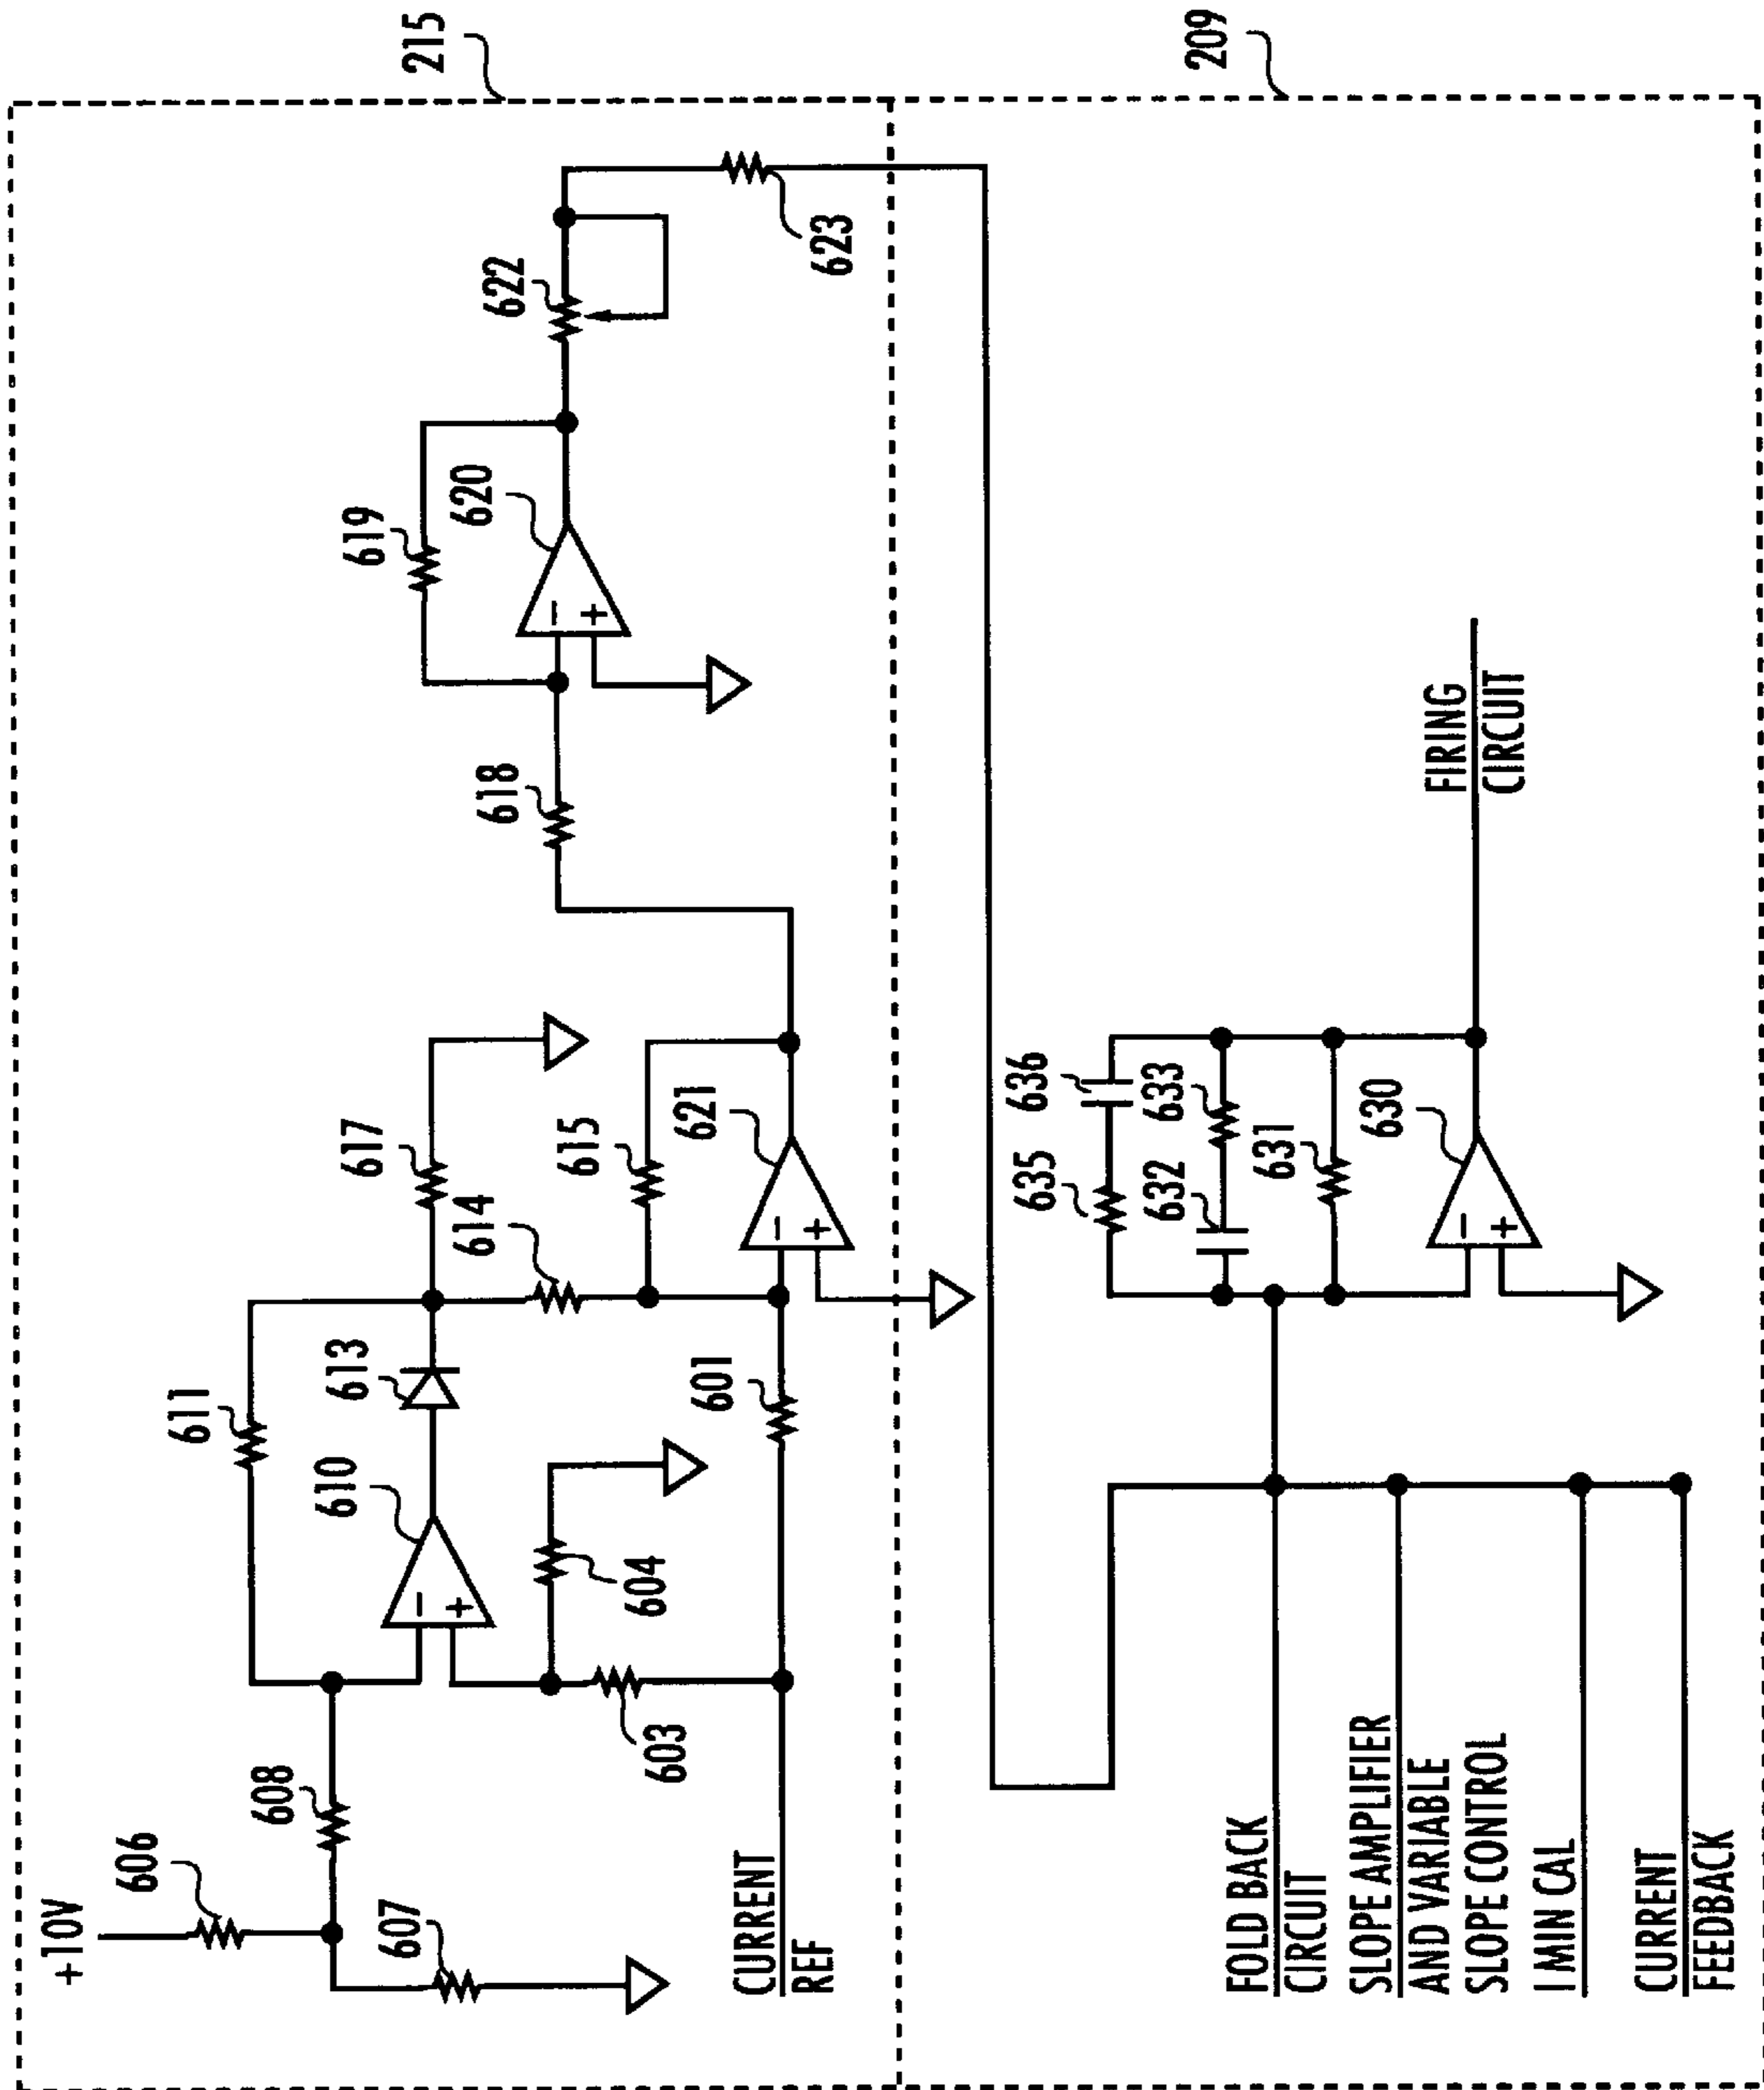 215
209
+10V
606
607
608
611
610
613
617
614
615
621
604
603
601
CURRENT
REF
618
619
620
622
623
FOLD BACK
CIRCUIT
SLOPE AMPLIFIER
AND VARIABLE
SLOPE CONTROL
I MIN CAL
CURRENT
FEEDBACK
636
635
633
632
631
630
FIRING
CIRCUIT
− +
− +
− +
− +